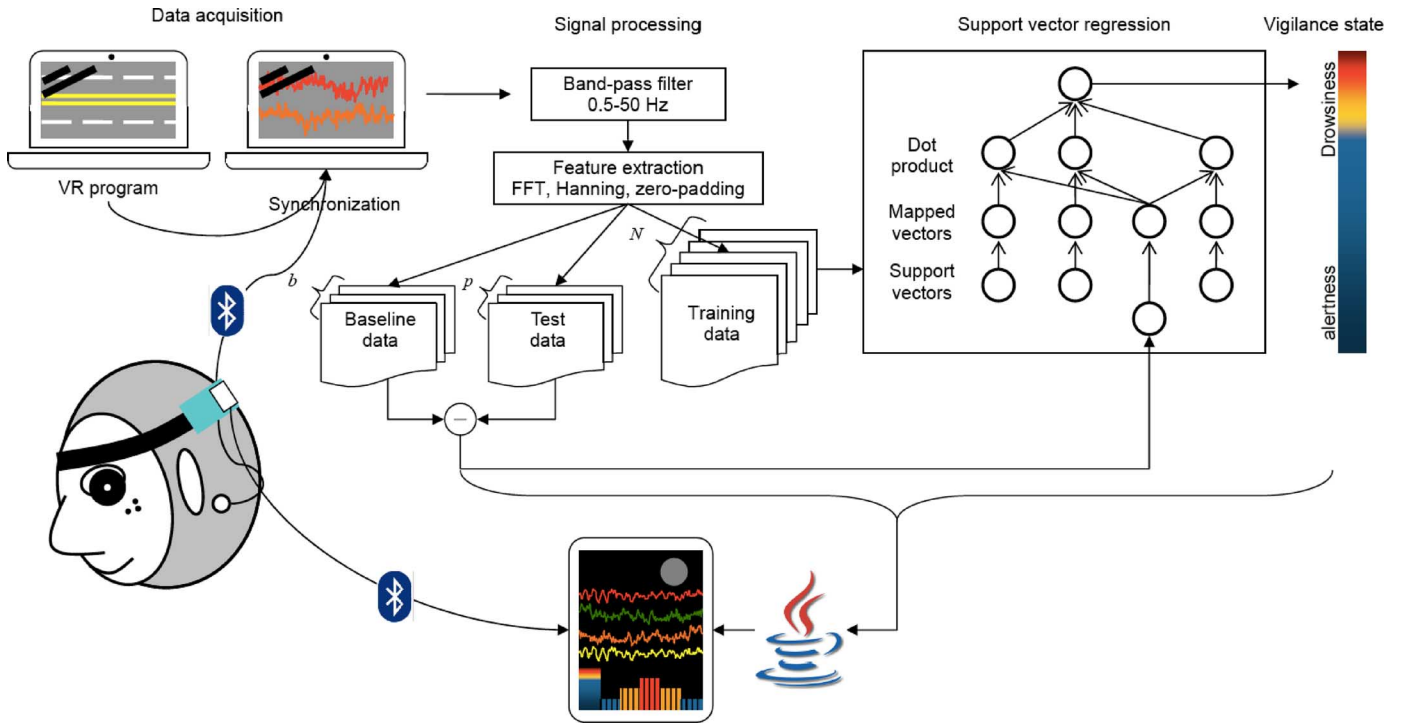 Data acquisition
Signal processing
Support vector regression
Vigilance state
VR program
Synchronization
Band-pass filter
0.5-50 Hz
Feature extraction
FFT, Hanning, zero-padding
b
p
N
Baseline
data
Test
data
Training
data
Dot
product
Mapped
vectors
Support
vectors
Drowsiness
alertness